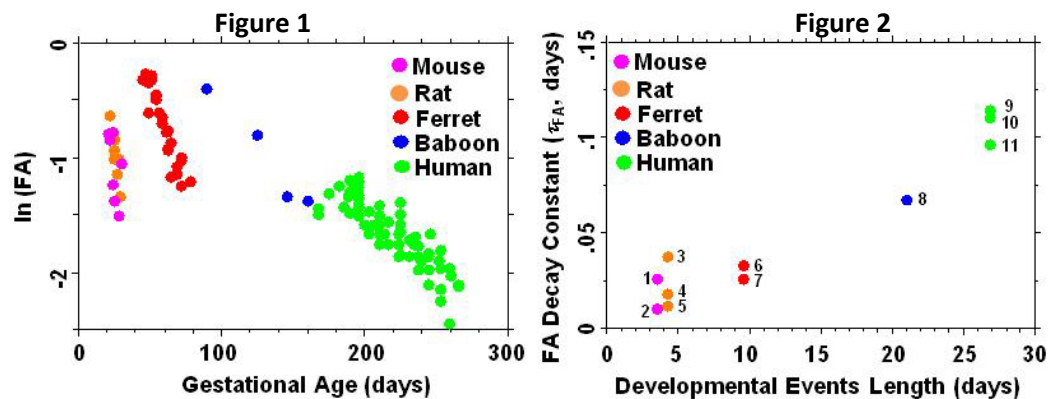 Figure 1
0
-1
-2
ln (FA)
Mouse
Rat
Ferret
Baboon
Human
0 100 200 300
Gestational Age (days)
Figure 2
.15
.1
.05
0
FA Decay Constant (τFA, days)
Mouse
Rat
Ferret
Baboon
Human
9
10
11
8
3
6
1
7
4
2
5
0 5 10 15 20 25 30
Developmental Events Length (days)